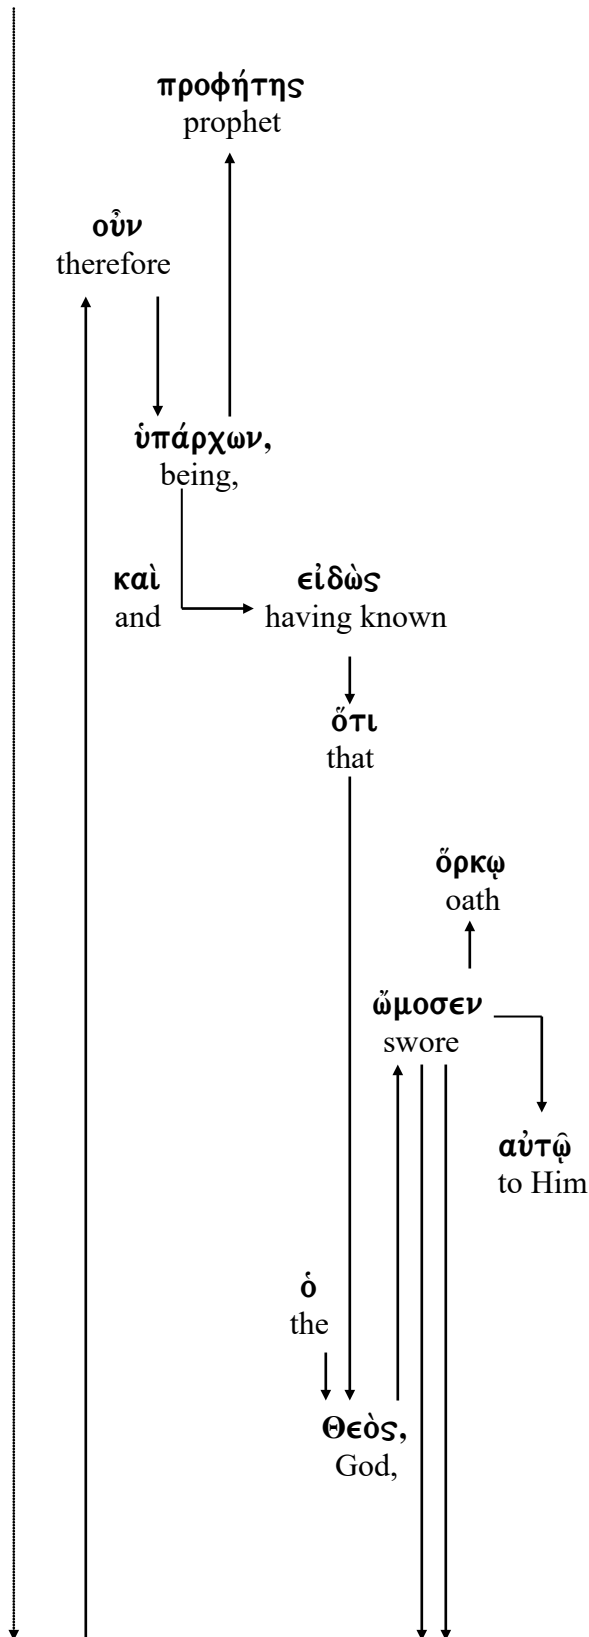 προφήτης
prophet
οὖν
therefore
ὑπάρχων,
being,
καὶ
and
εἰδὼς
having known
ὅτι
that
ὅρκῳ
oath
ὤμοσεν
swore
αὐτῷ
to Him
ὁ
the
Θεὸς,
God,